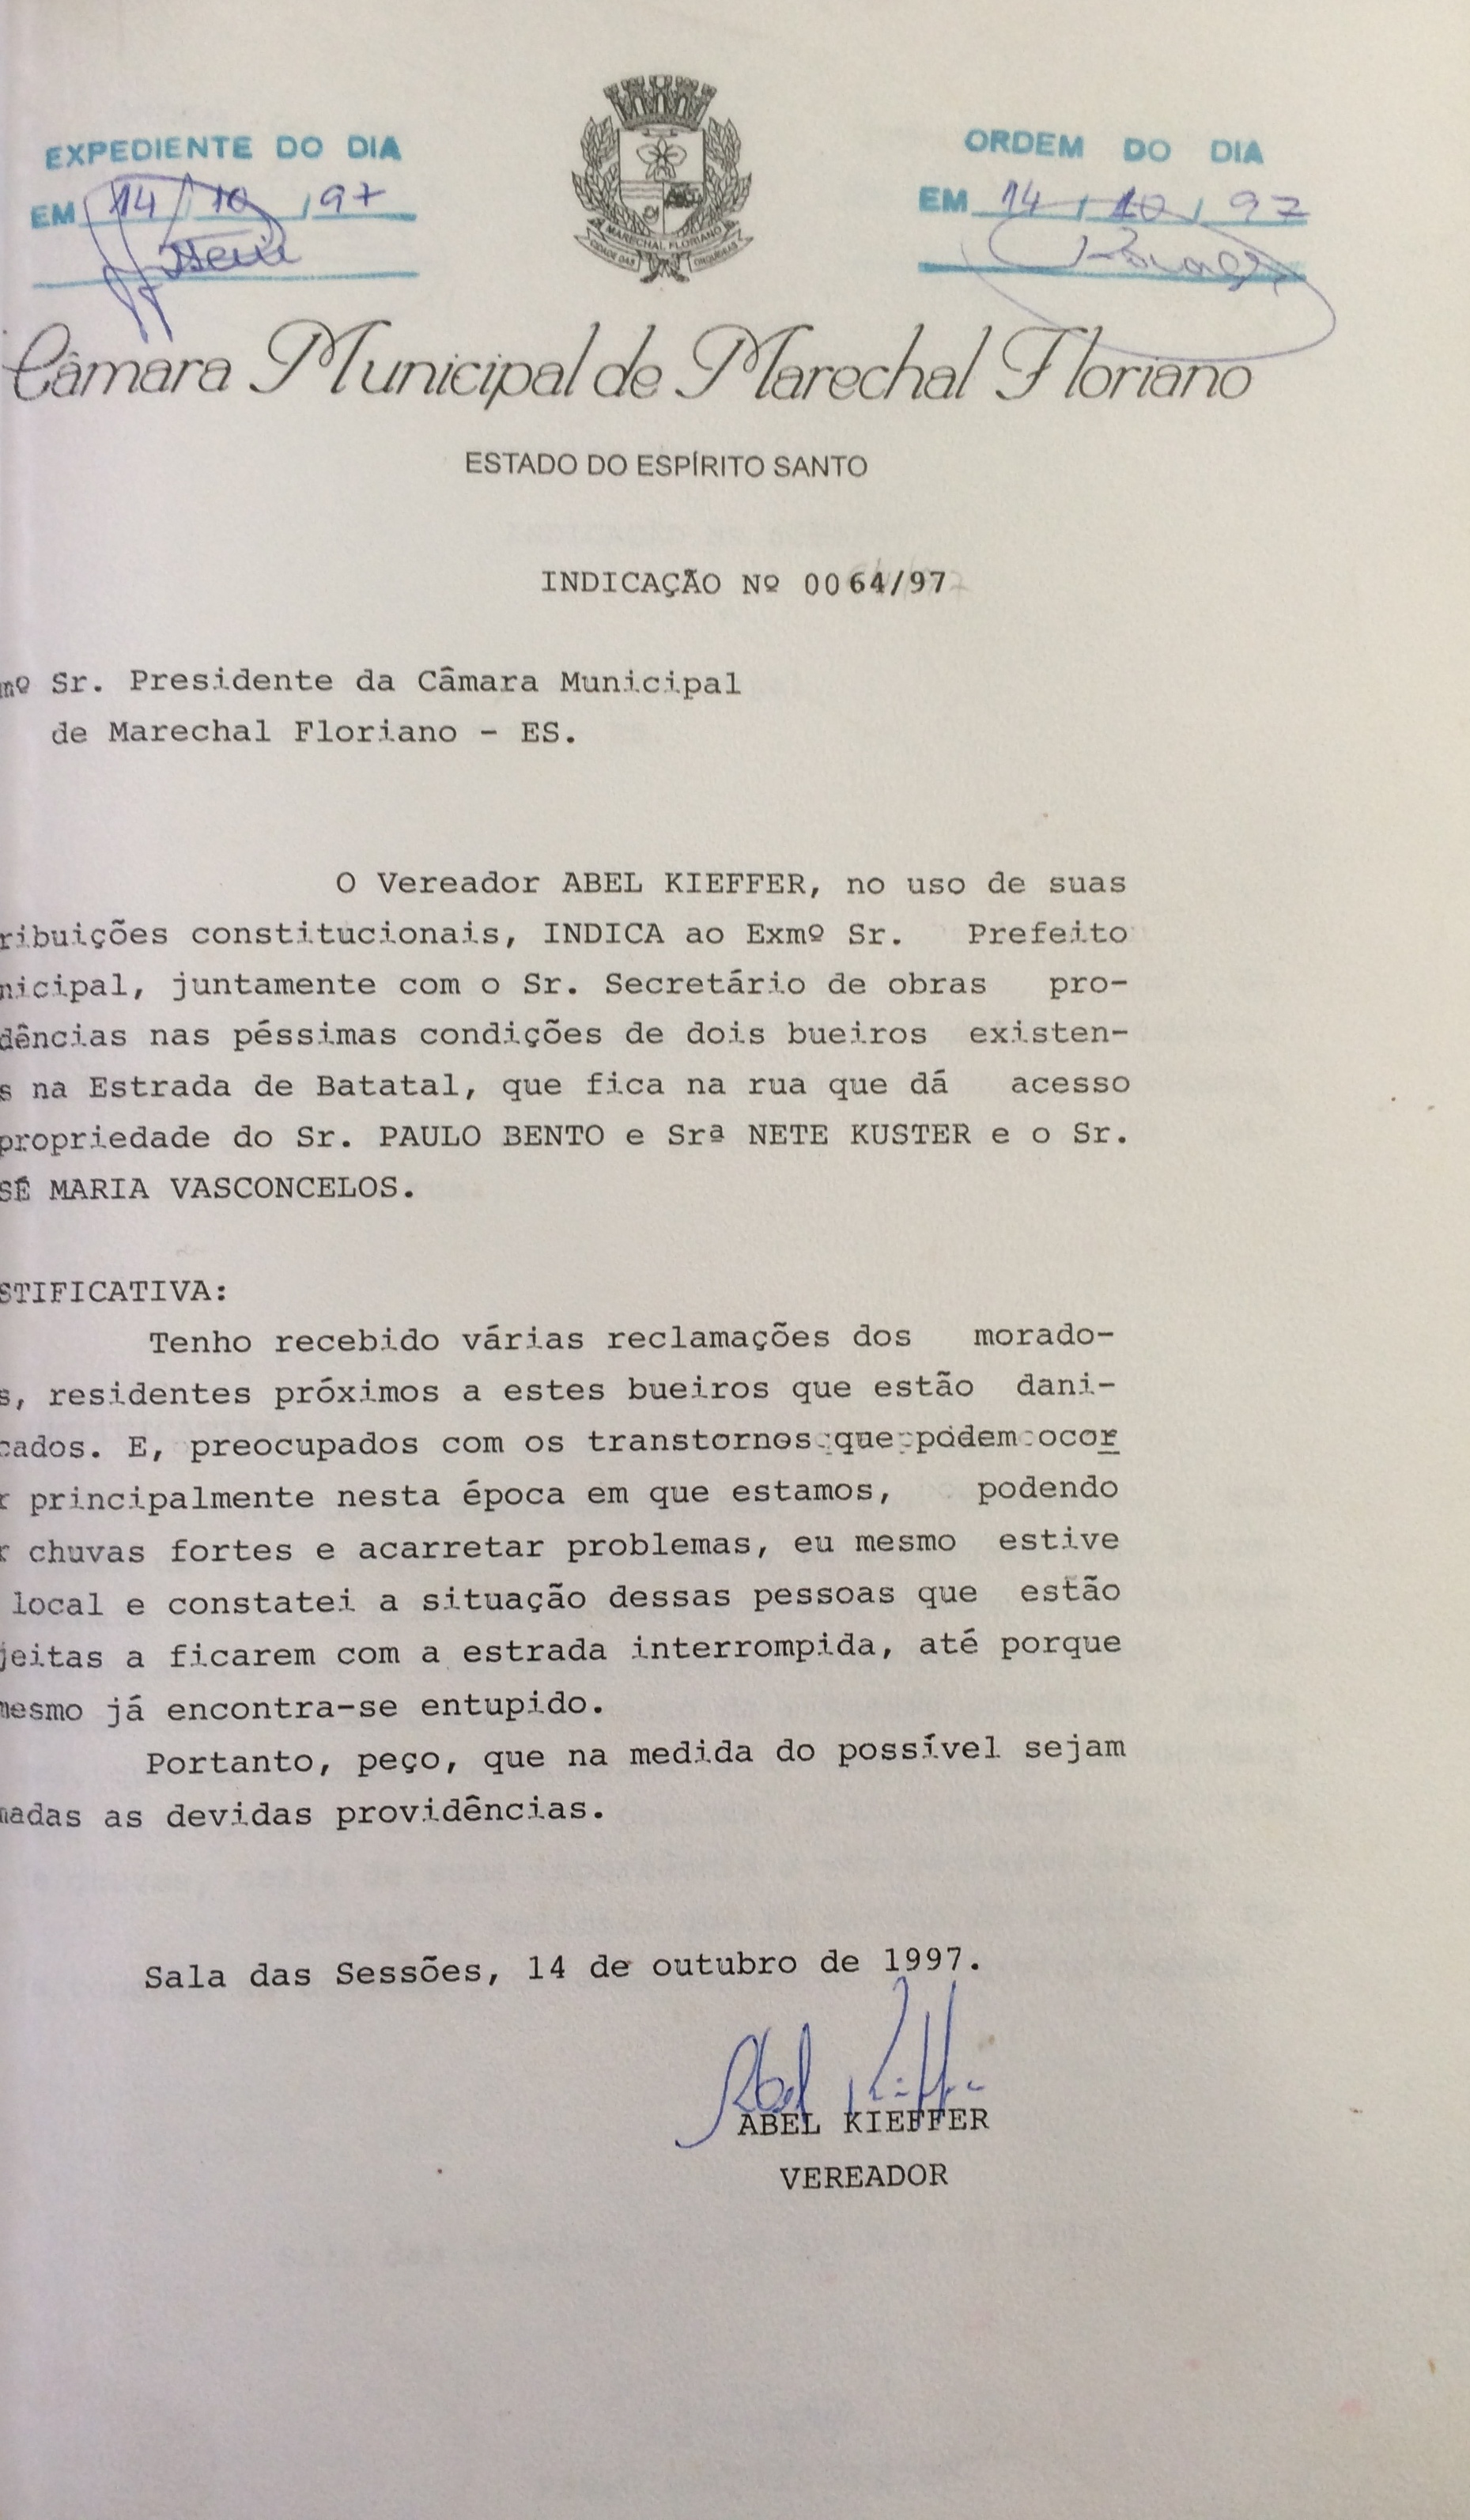 EXPEDIENTE DO DIA
EM 14/10/97
ORDEM DO DIA
EM 14/10/97
MARECHAL FLORIANO
CIDADE DAS ORQUÍDEAS
Câmara Municipal de Marechal Floriano
ESTADO DO ESPÍRITO SANTO
INDICAÇÃO Nº 0064/97
mº Sr. Presidente da Câmara Municipal
de Marechal Floriano - ES.
O Vereador ABEL KIEFFER, no uso de suas
ribuições constitucionais, INDICA ao Exmº Sr. Prefeito
nicipal, juntamente com o Sr. Secretário de obras pro-
dências nas péssimas condições de dois bueiros existen-
s na Estrada de Batatal, que fica na rua que dá acesso
propriedade do Sr. PAULO BENTO e Srª NETE KUSTER e o Sr.
SÉ MARIA VASCONCELOS.
STIFICATIVA:
Tenho recebido várias reclamações dos morado-
s, residentes próximos a estes bueiros que estão dani-
cados. E, preocupados com os transtornos que podem ocor
r principalmente nesta época em que estamos, podendo
r chuvas fortes e acarretar problemas, eu mesmo estive
local e constatei a situação dessas pessoas que estão
jeitas a ficarem com a estrada interrompida, até porque
mesmo já encontra-se entupido.
Portanto, peço, que na medida do possível sejam
madas as devidas providências.
Sala das Sessões, 14 de outubro de 1997.
Abel Kieffer
ABEL KIEFFER
VEREADOR